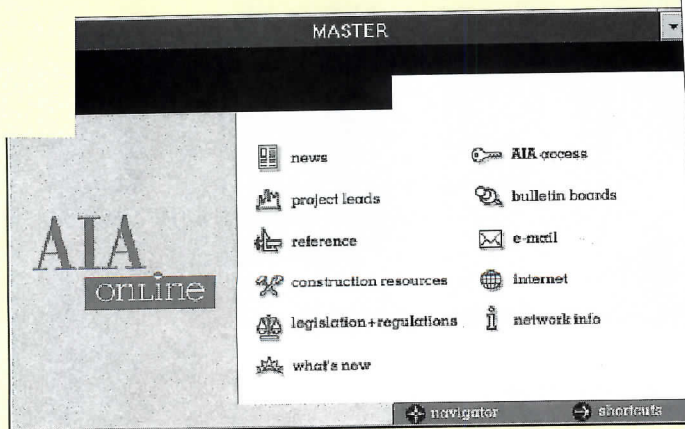 MASTER
AIA
online
news
project leads
reference
construction resources
legislation+regulations
what's new
AIA access
bulletin boards
e-mail
internet
network info
navigator
shortcuts